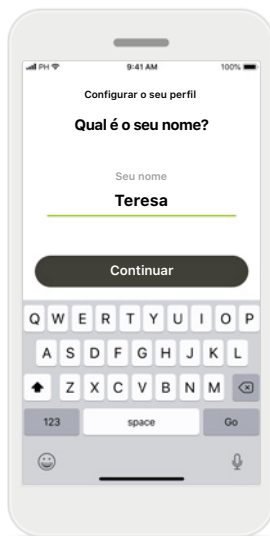 PH 9:41 AM 100%
Configurar o seu perfil
Qual é o seu nome?
Seu nome
Teresa
Continuar
Q W E R T Y U I O P
A S D F G H J K L
Z X C V B N M
123 space Go